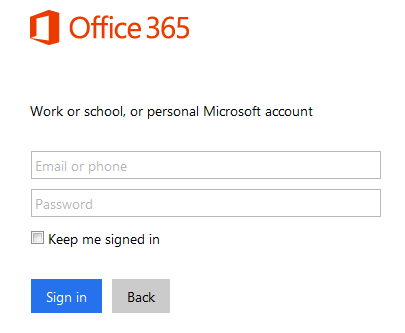 Office 365
Work or school, or personal Microsoft account
Email or phone
Password
Keep me signed in
Sign in Back